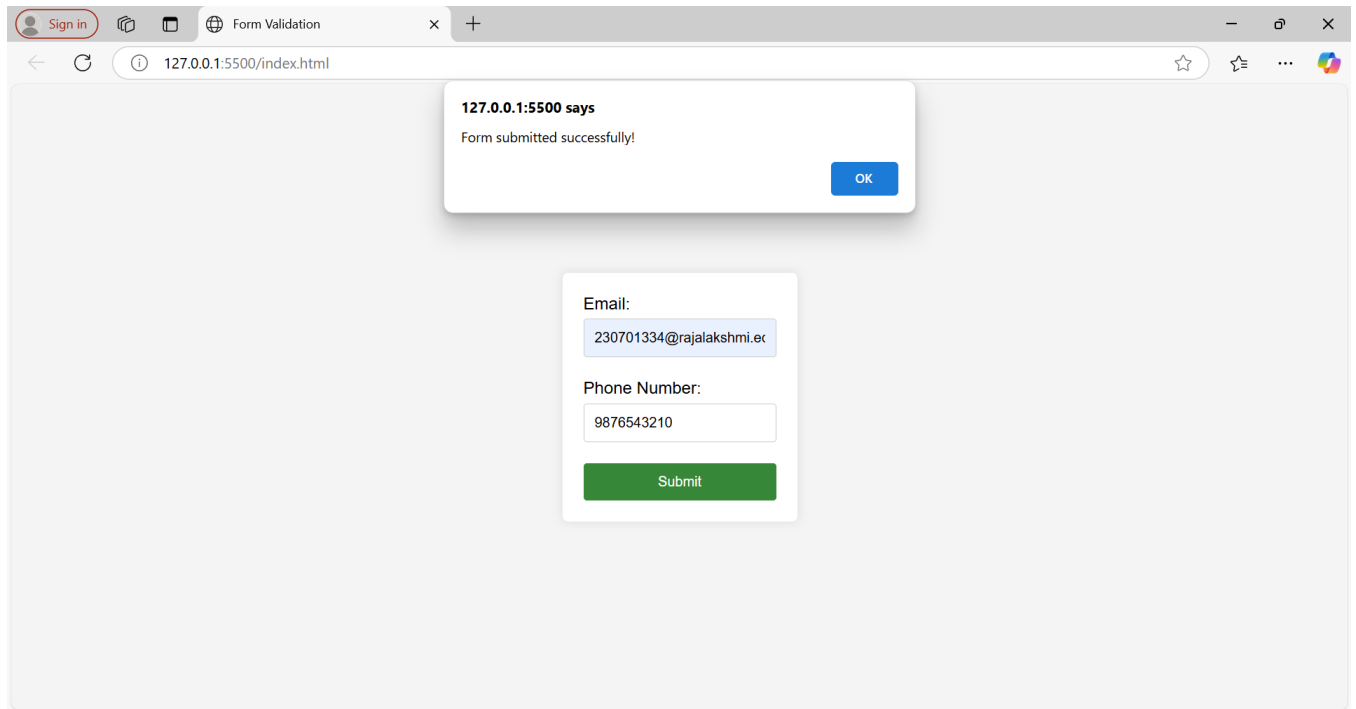 Sign in
Form Validation
127.0.0.1:5500/index.html
127.0.0.1:5500 says
Form submitted successfully!
OK
Email:
230701334@rajalakshmi.ec
Phone Number:
9876543210
Submit